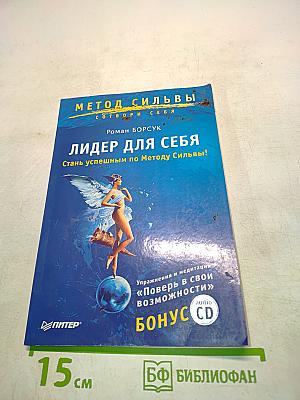 МЕТОД СИЛЬВЫ
СОТВОРИ СЕБЯ
Роман БОРСУК
ЛИДЕР ДЛЯ СЕБЯ
Стань успешным по Методу Сильвы!
Упражнения и медитации
«Поверь в свои
возможности»
БОНУС
AUDIO
CD
ПИТЕР
15 см
БФ БИБЛИОФАН